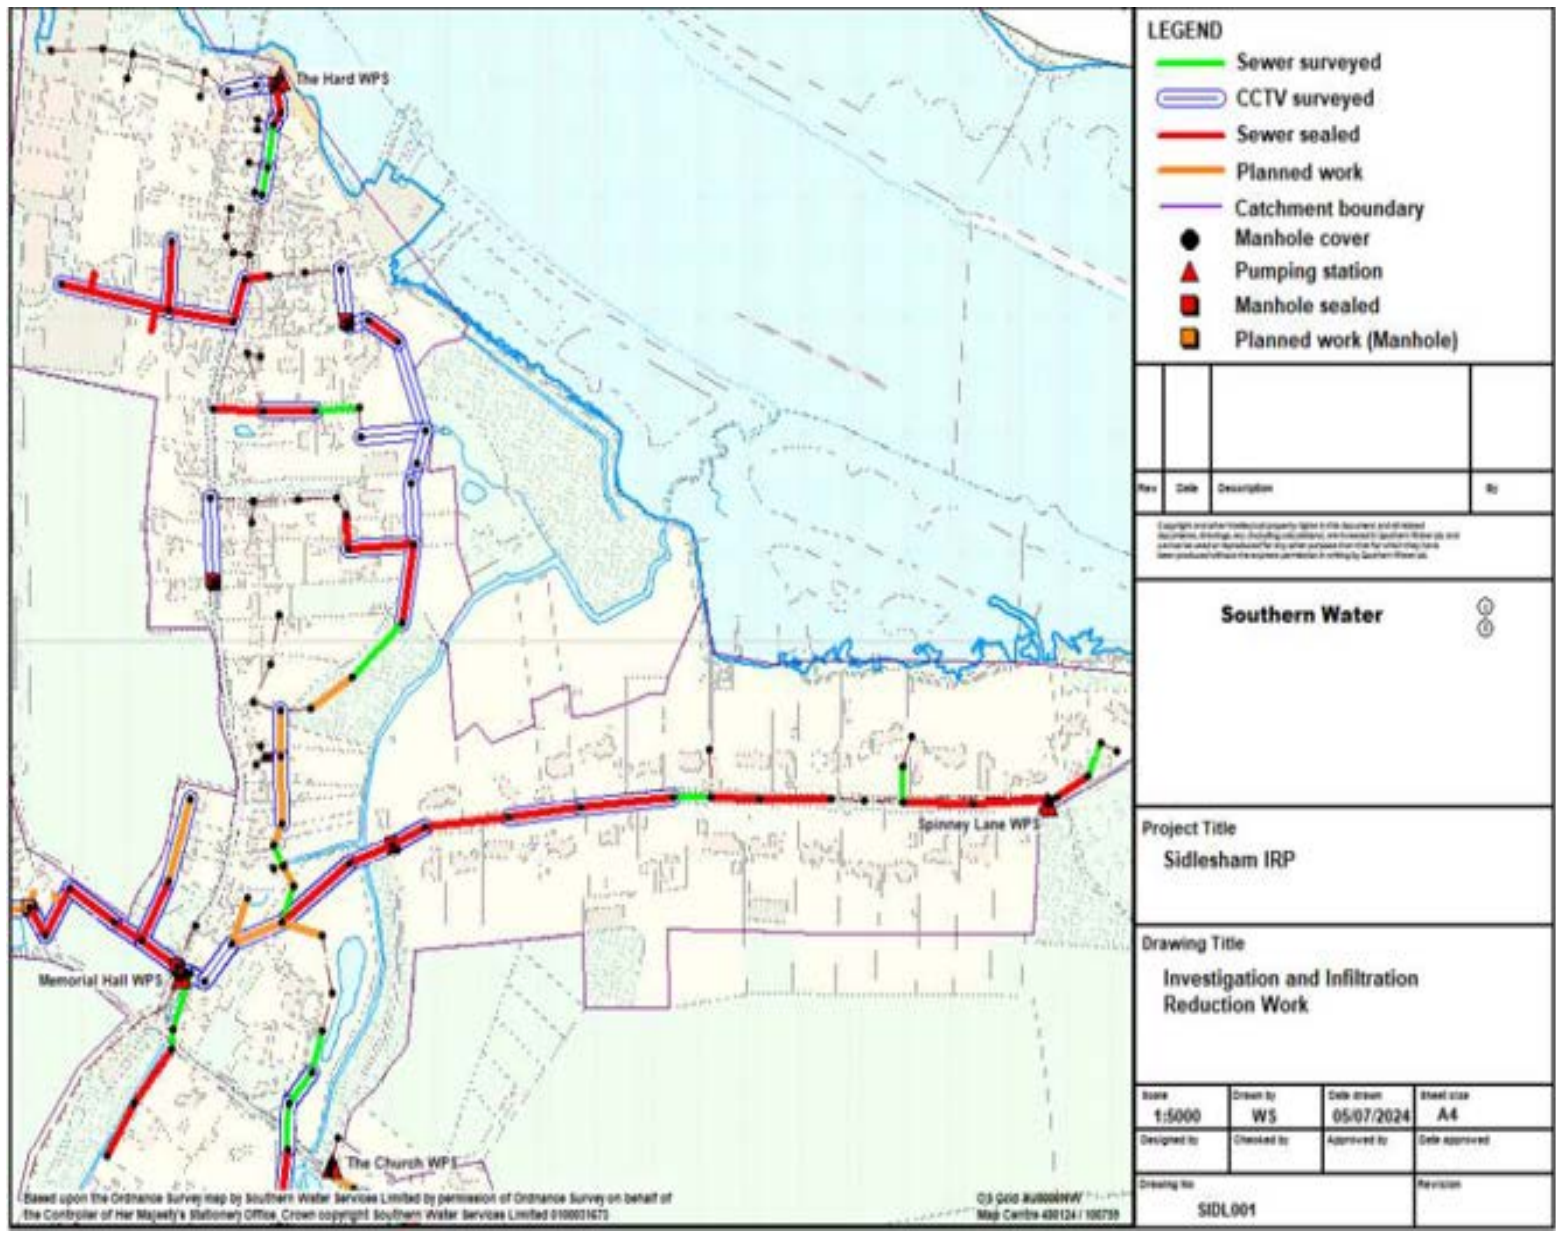 The Hard WPS
Spinney Lane WPS
Memorial Hall WPS
The Church WPS
Based upon the Ordnance Survey map by Southern Water Services Limited by permission of Ordnance Survey on behalf of
the Controller of Her Majesty's Stationery Office. Crown copyright Southern Water Services Limited
Map Centre
LEGEND
Sewer surveyed
CCTV surveyed
Sewer sealed
Planned work
Catchment boundary
Manhole cover
Pumping station
Manhole sealed
Planned work (Manhole)
Rev Date Description By
Southern Water
Project Title
Sidlesham IRP
Drawing Title
Investigation and Infiltration
Reduction Work
Scale Drawn by Date drawn Sheet size
1:5000 WS 05/07/2024 A4
Designed by Checked by Approved by Date approved
Drawing No Revision
SIDL001